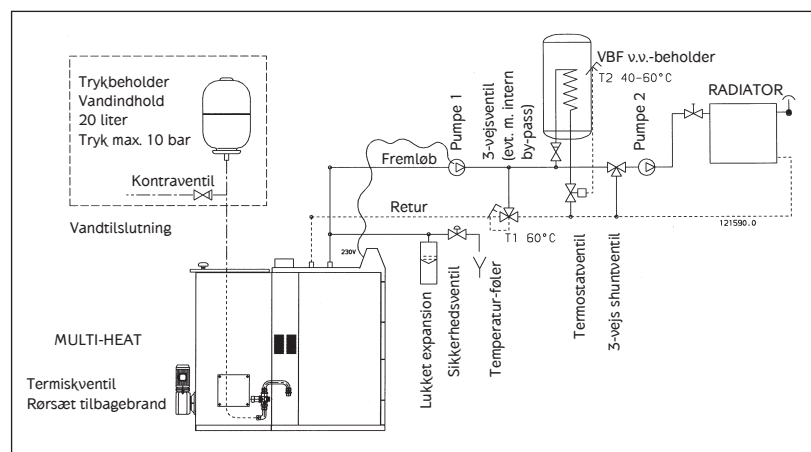 Trykbeholder
Vandindhold
20 liter
Tryk max. 10 bar
Kontraventil
Vandtilslutning
MULTI-HEAT
Termiskventil
Rørsæt tilbagebrand
230V
Fremløb
Retur
Pumpe 1
3-vejsventil
(evt. m. intern
by-pass)
VBF v.v.-beholder
T2 40-60°C
Pumpe 2
RADIATOR
121590.0
T1 60°C
Lukket expansion
Sikkerhedsventil
Temperatur-føler
Termostatventil
3-vejs shuntventil